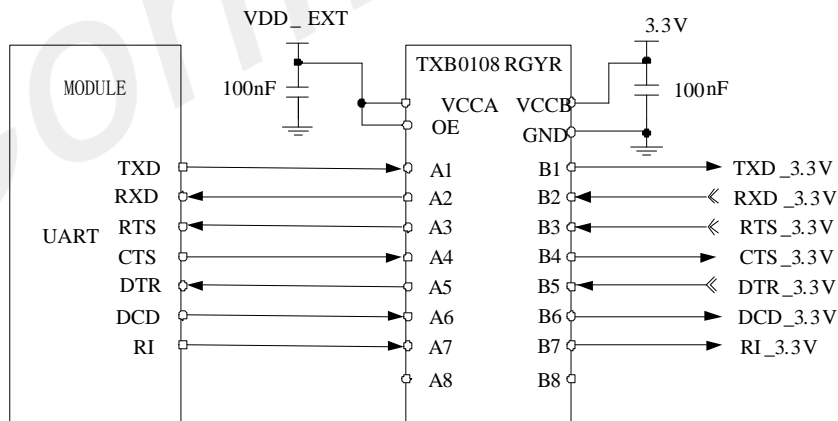 VDD_ EXT
3.3V
TXB0108 RGYR
MODULE
100nF
VCCA VCCB
100nF
OE
GND
TXD A1 B1 TXD_3.3V
RXD A2 B2 RXD_3.3V
RTS A3 B3 RTS_3.3V
UART
CTS A4 B4 CTS_3.3V
DTR A5 B5 DTR_3.3V
DCD A6 B6 DCD_3.3V
RI A7 B7 RI_3.3V
A8 B8